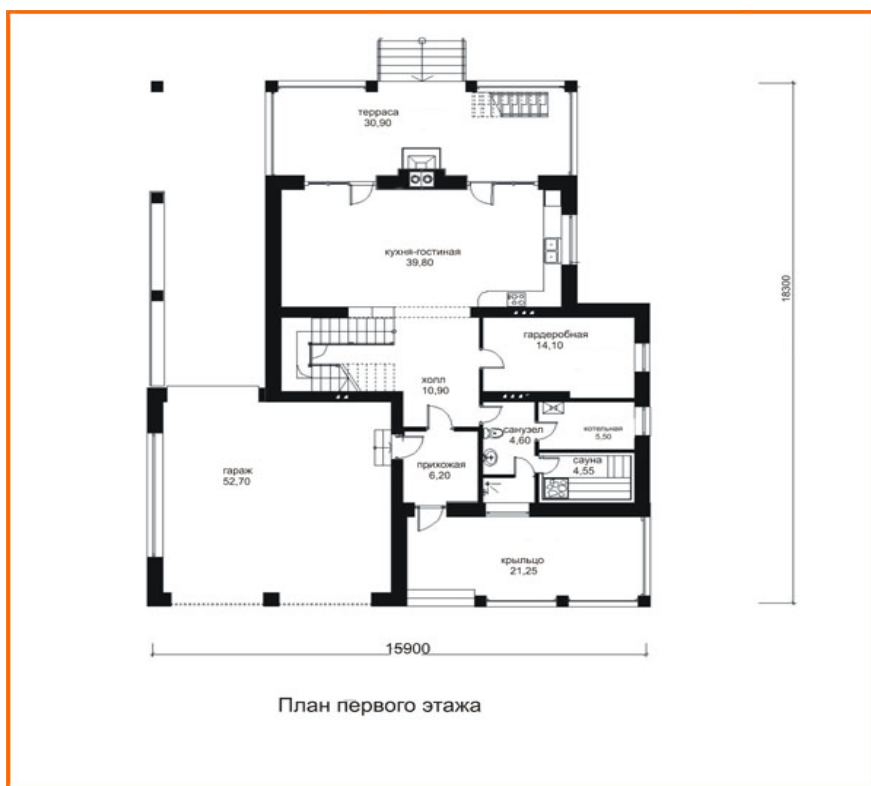 терраса
30,90
кухня-гостиная
39,80
18300
гардеробная
14,10
холл
10,90
санузел
4,60
котельная
5,50
прихожая
6,20
сауна
4,55
гараж
52,70
крыльцо
21,25
15900
План первого этажа